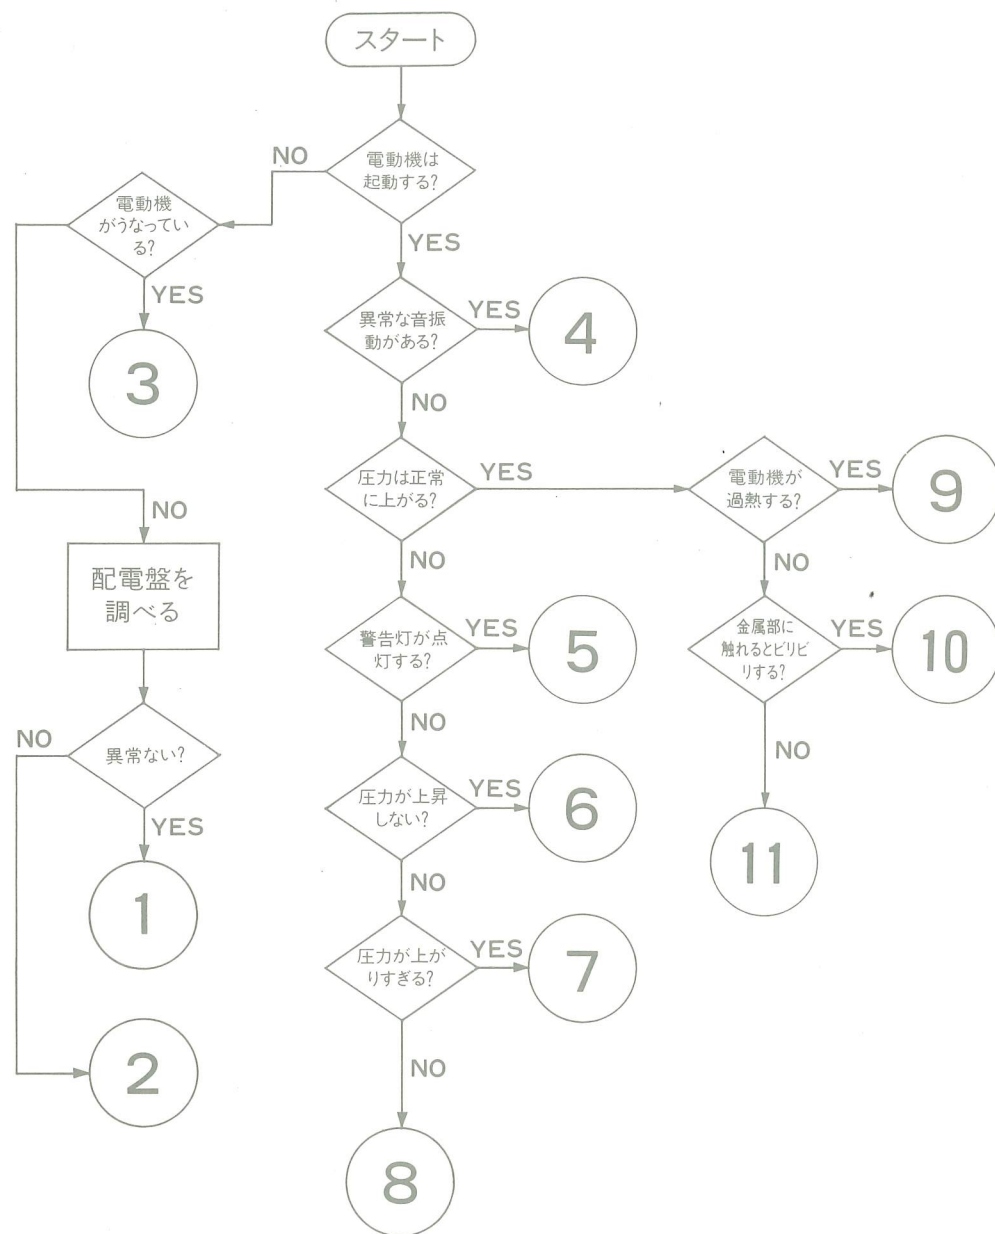 スタート
電動機は
起動する?
NO
電動機
がうなってい
る?
YES
YES
3
異常な音振
動がある?
YES
4
NO
圧力は正常
に上がる?
YES
電動機が
過熱する?
YES
9
NO
配電盤を
調べる
NO
NO
警告灯が点
灯する?
YES
5
金属部に
触れるとビリビ
リする?
YES
10
NO
NO
異常ない?
NO
YES
1
圧力が上昇
しない?
YES
6
11
NO
圧力が上が
りすぎる?
YES
7
2
NO
8